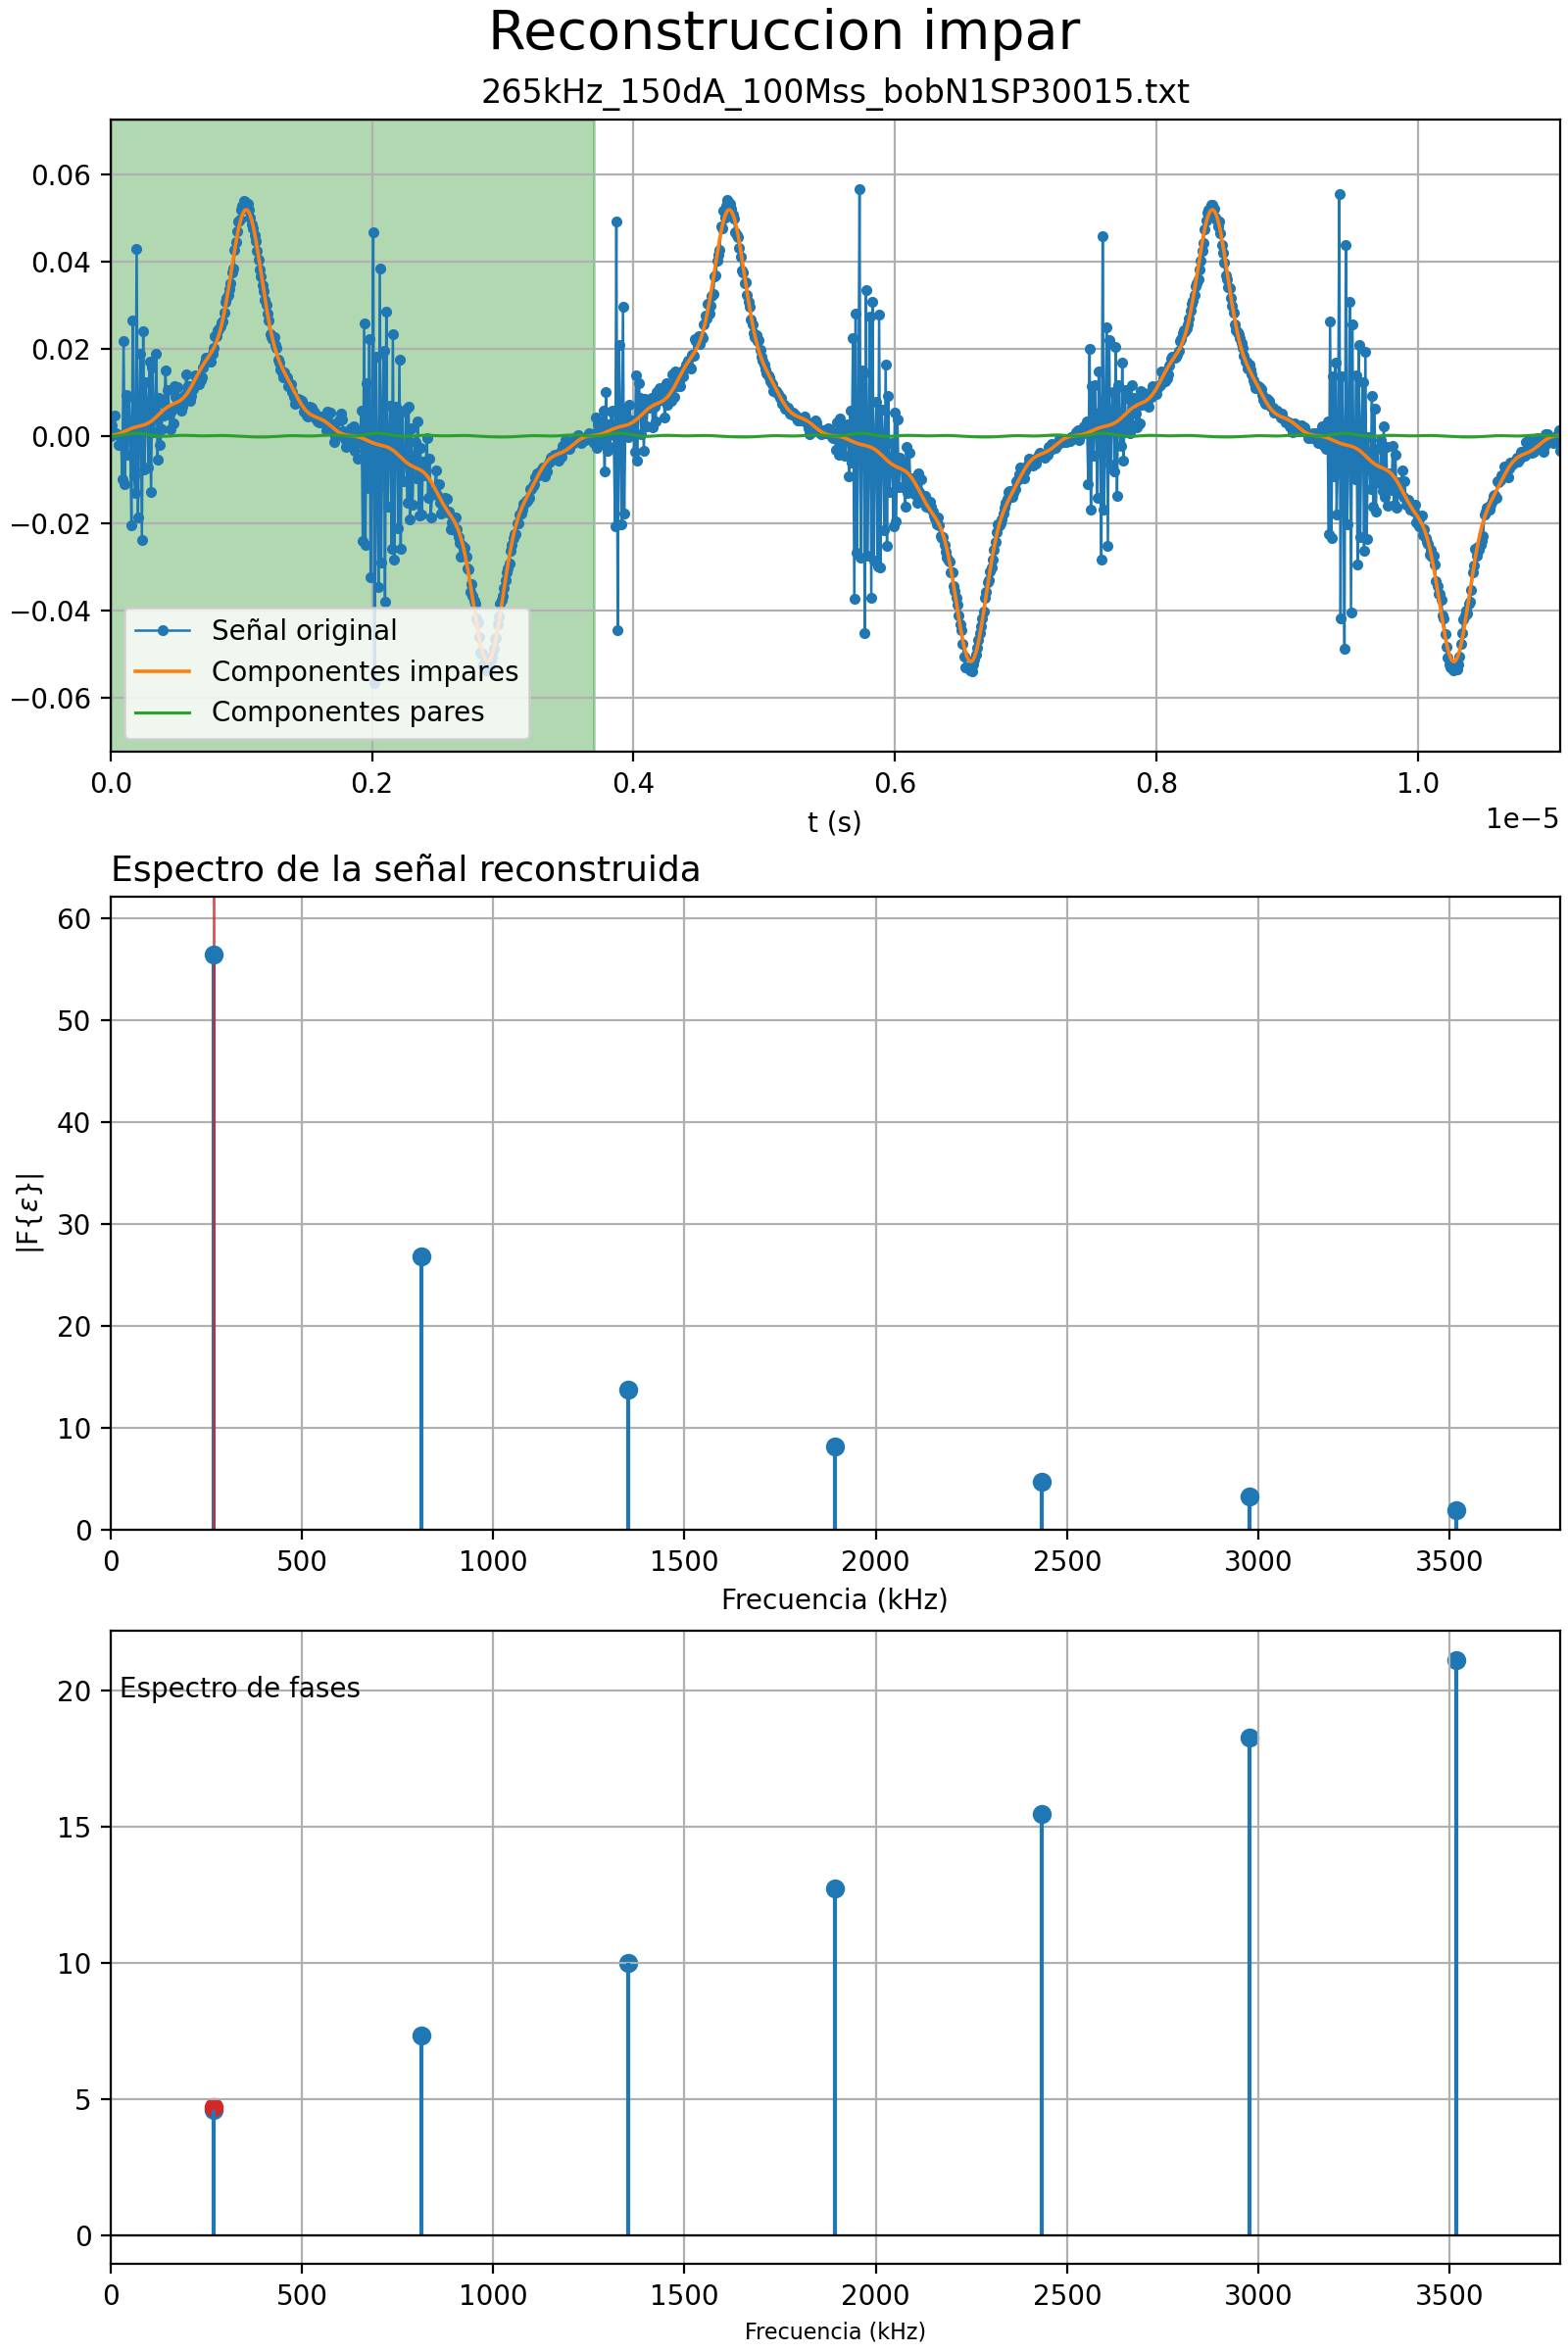 Reconstruccion impar
265kHz_150dA_100Mss_bobN1SP30015.txt
0.06
0.04
0.02
0.00
−0.02
−0.04
−0.06
Señal original
Componentes impares
Componentes pares
0.0 0.2 0.4 0.6 0.8 1.0
t (s)
1e−5
Espectro de la señal reconstruida
60
50
40
30
20
10
0
|F{ε}|
0 500 1000 1500 2000 2500 3000 3500
Frecuencia (kHz)
Espectro de fases
20
15
10
5
0
0 500 1000 1500 2000 2500 3000 3500
Frecuencia (kHz)